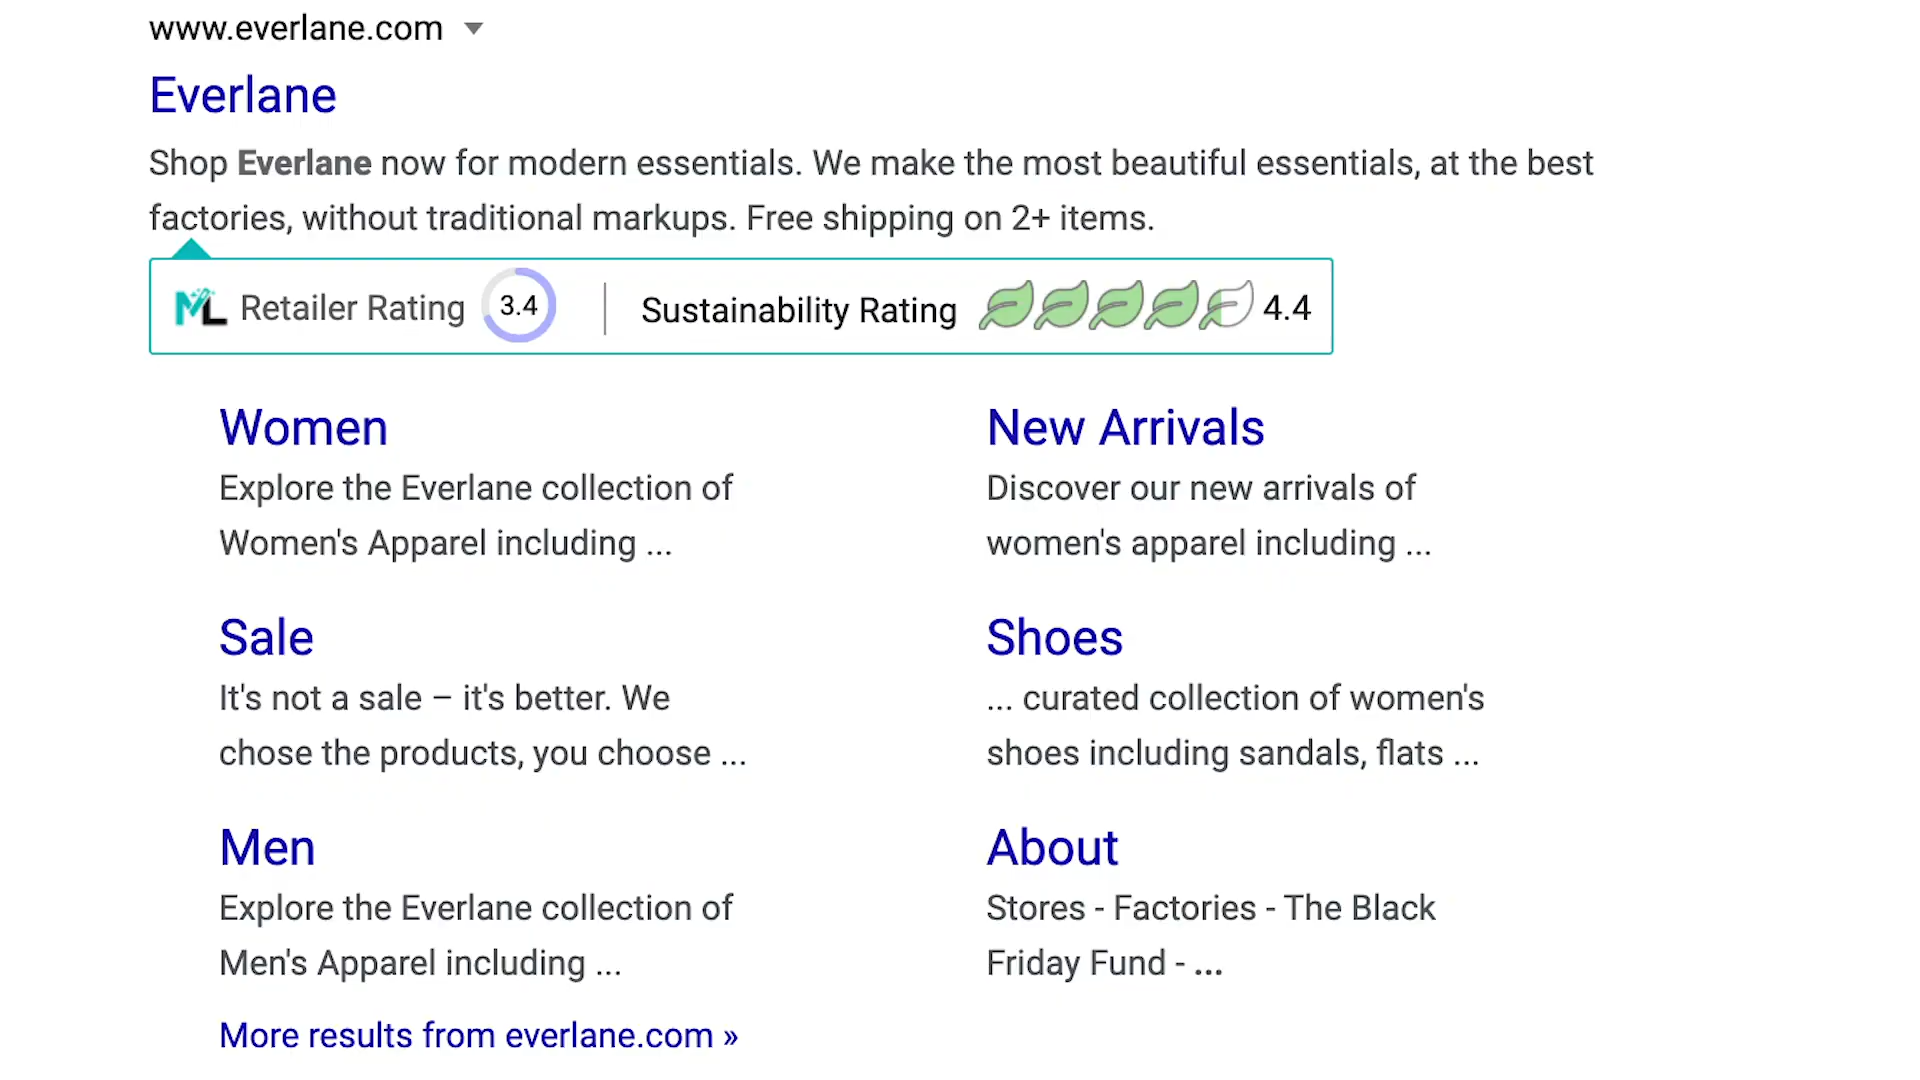 www.everlane.com
Everlane
Shop Everlane now for modern essentials. We make the most beautiful essentials, at the best
factories, without traditional markups. Free shipping on 2+ items.
ML Retailer Rating 3.4 Sustainability Rating 4.4
Women
Explore the Everlane collection of
Women's Apparel including ...
New Arrivals
Discover our new arrivals of
women's apparel including ...
Sale
It's not a sale – it's better. We
chose the products, you choose ...
Shoes
... curated collection of women's
shoes including sandals, flats ...
Men
Explore the Everlane collection of
Men's Apparel including ...
About
Stores - Factories - The Black
Friday Fund - ...
More results from everlane.com »